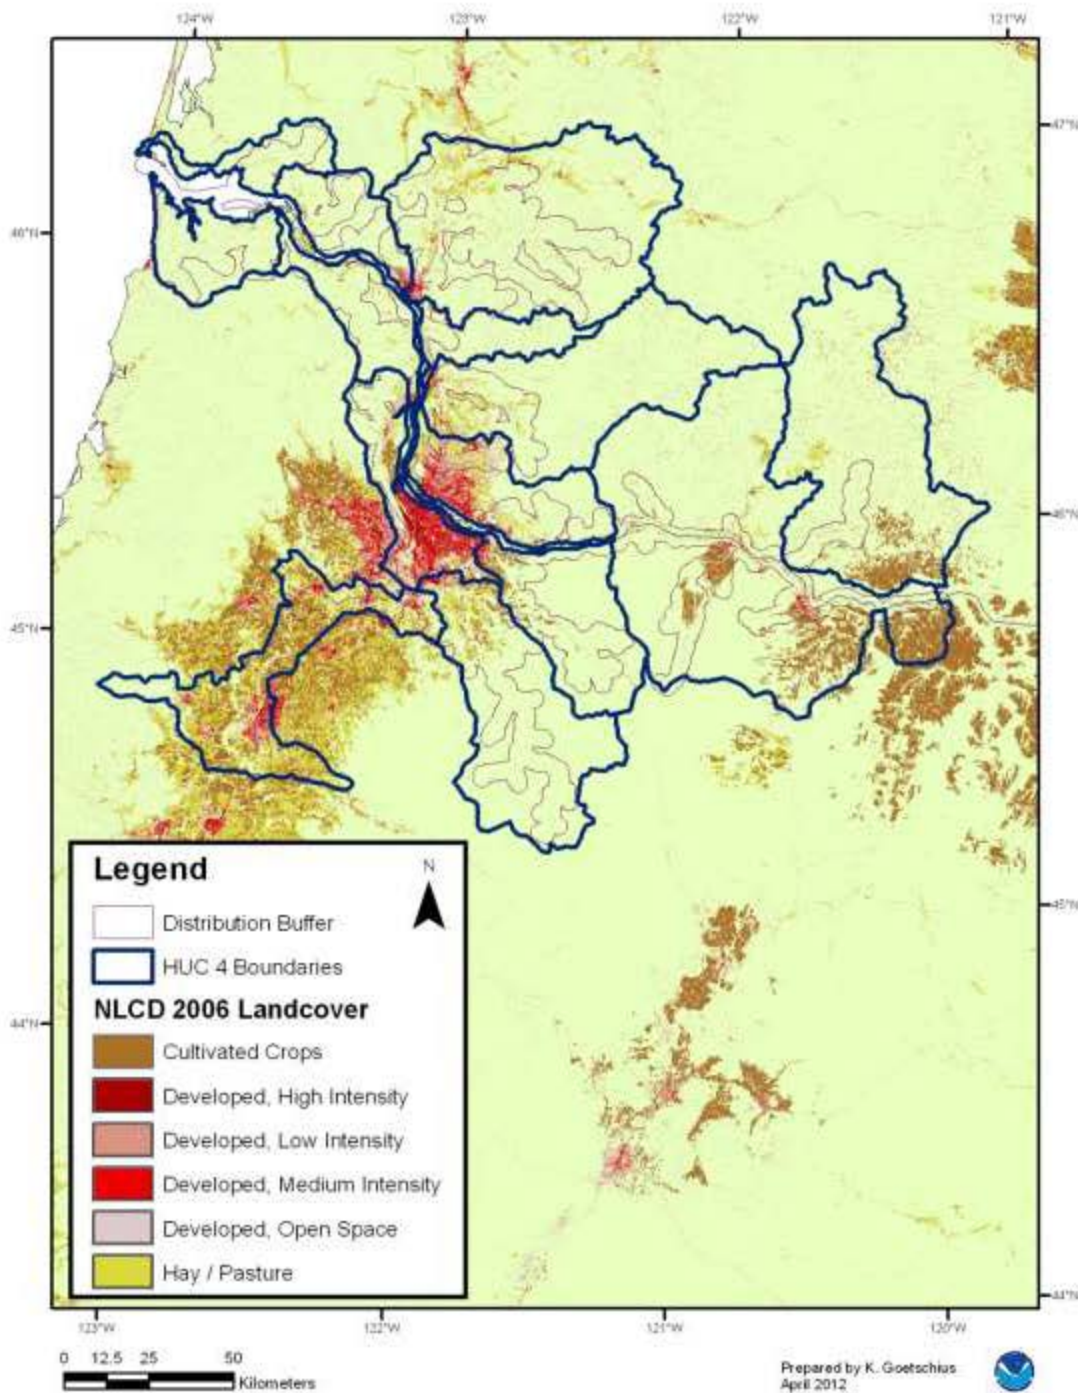 124°W 123°W 122°W 121°W
47°N
46°N
46°N
45°N
45°N
44°N
44°N
Legend
N
Distribution Buffer
HUC 4 Boundaries
NLCD 2006 Landcover
Cultivated Crops
Developed, High Intensity
Developed, Low Intensity
Developed, Medium Intensity
Developed, Open Space
Hay / Pasture
123°W 122°W 121°W 120°W
0 12.5 25 50
Kilometers
Prepared by K. Goetschius
April 2012